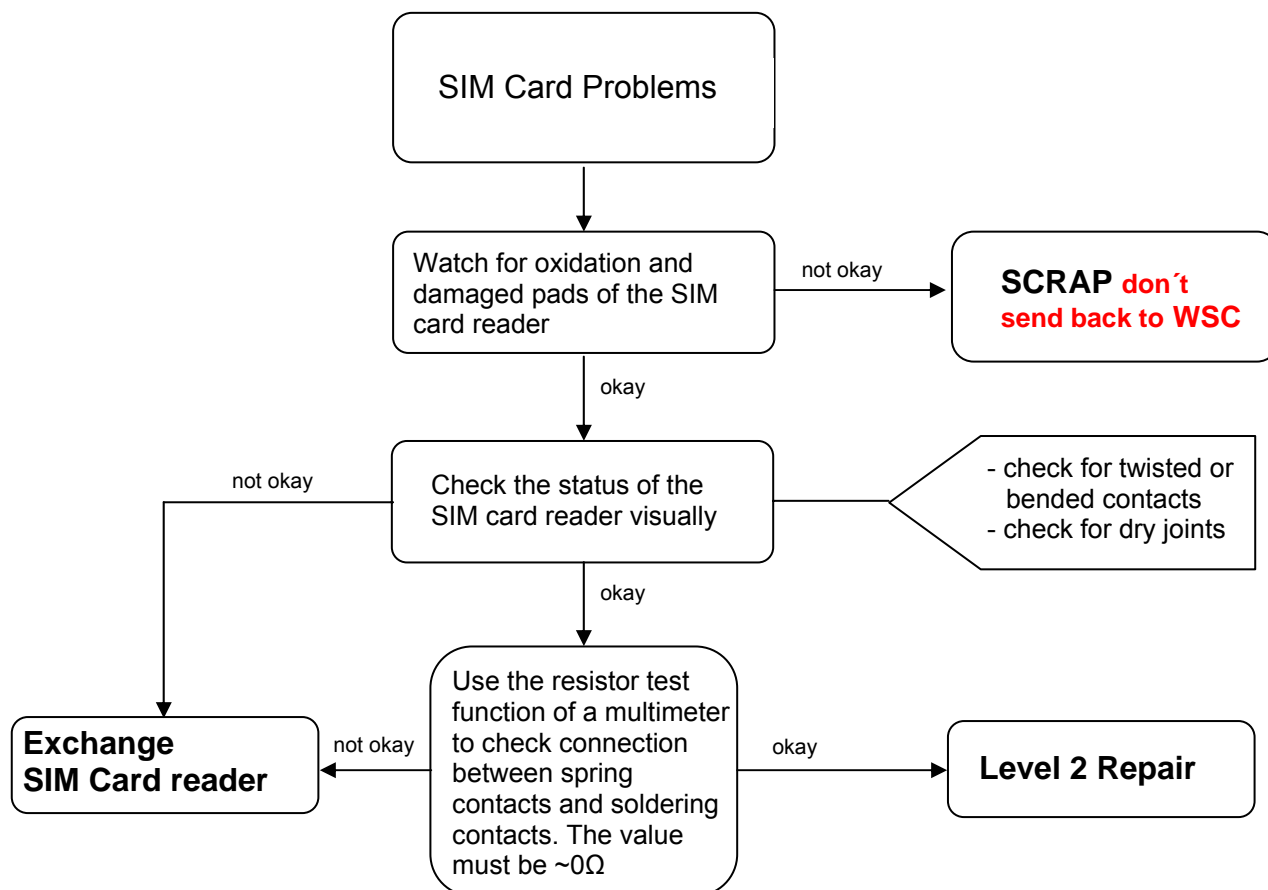 SIM Card Problems
Watch for oxidation and
damaged pads of the SIM
card reader
not okay
SCRAP don´t
send back to WSC
okay
not okay
Check the status of the
SIM card reader visually
- check for twisted or
bended contacts
- check for dry joints
okay
Use the resistor test
function of a multimeter
to check connection
between spring
contacts and soldering
contacts. The value
must be ~0Ω
not okay
Exchange
SIM Card reader
okay
Level 2 Repair